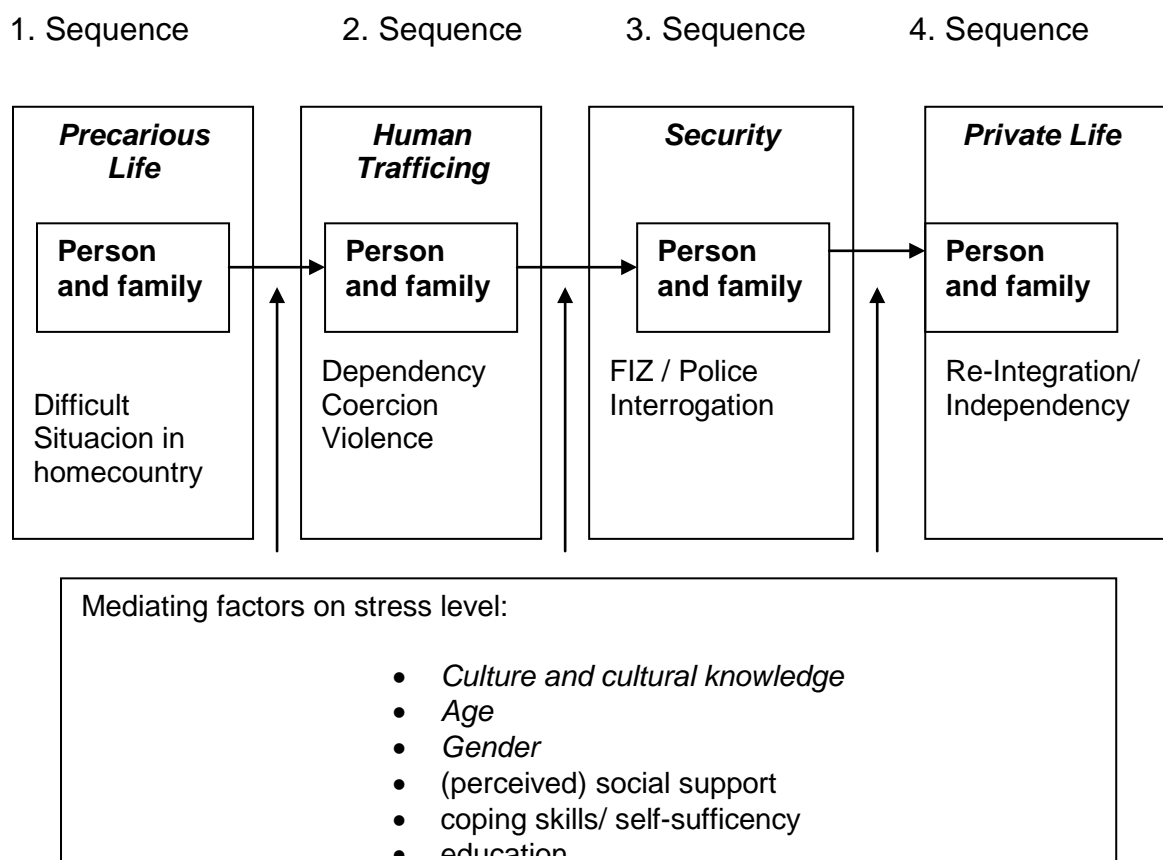 1. Sequence
2. Sequence
3. Sequence
4. Sequence
Precarious
Life
Person
and family
Difficult
Situacion in
homecountry
Human
Trafficing
Person
and family
Dependency
Coercion
Violence
Security
Person
and family
FIZ / Police
Interrogation
Private Life
Person
and family
Re-Integration/
Independency
Mediating factors on stress level:
• Culture and cultural knowledge
• Age
• Gender
• (perceived) social support
• coping skills/ self-sufficency
• education